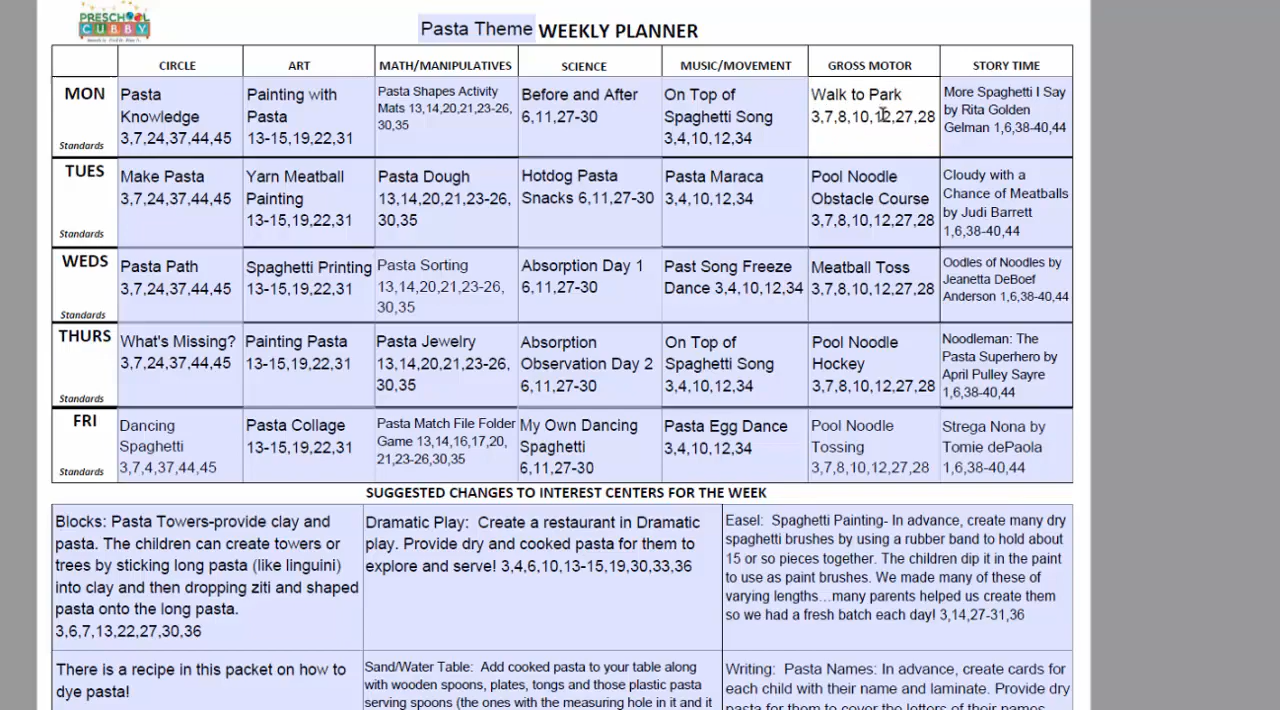 PRESCHOOL
CUBBY
Pasta Theme WEEKLY PLANNER
CIRCLE ART MATH/MANIPULATIVES SCIENCE MUSIC/MOVEMENT GROSS MOTOR STORY TIME
MON
Standards
Pasta
Knowledge
3,7,24,37,44,45
Painting with
Pasta
13-15,19,22,31
Pasta Shapes Activity
Mats 13,14,20,21,23-26,
30,35
Before and After
6,11,27-30
On Top of
Spaghetti Song
3,4,10,12,34
Walk to Park
3,7,8,10,12,27,28
More Spaghetti I Say
by Rita Golden
Gelman 1,6,38-40,44
TUES
Standards
Make Pasta
3,7,24,37,44,45
Yarn Meatball
Painting
13-15,19,22,31
Pasta Dough
13,14,20,21,23-26,
30,35
Hotdog Pasta
Snacks 6,11,27-30
Pasta Maraca
3,4,10,12,34
Pool Noodle
Obstacle Course
3,7,8,10,12,27,28
Cloudy with a
Chance of Meatballs
by Judi Barrett
1,6,38-40,44
WEDS
Standards
Pasta Path
3,7,24,37,44,45
Spaghetti Printing
13-15,19,22,31
Pasta Sorting
13,14,20,21,23-26,
30,35
Absorption Day 1
6,11,27-30
Past Song Freeze
Dance 3,4,10,12,34
Meatball Toss
3,7,8,10,12,27,28
Oodles of Noodles by
Jeanetta DeBoef
Anderson 1,6,38-40,44
THURS
Standards
What's Missing?
3,7,24,37,44,45
Painting Pasta
13-15,19,22,31
Pasta Jewelry
13,14,20,21,23-26,
30,35
Absorption
Observation Day 2
6,11,27-30
On Top of
Spaghetti Song
3,4,10,12,34
Pool Noodle
Hockey
3,7,8,10,12,27,28
Noodleman: The
Pasta Superhero by
April Pulley Sayre
1,6,38-40,44
FRI
Standards
Dancing
Spaghetti
3,7,4,37,44,45
Pasta Collage
13-15,19,22,31
Pasta Match File Folder
Game 13,14,16,17,20,
21,23-26,30,35
My Own Dancing
Spaghetti
6,11,27-30
Pasta Egg Dance
3,4,10,12,34
Pool Noodle
Tossing
3,7,8,10,12,27,28
Strega Nona by
Tomie dePaola
1,6,38-40,44
SUGGESTED CHANGES TO INTEREST CENTERS FOR THE WEEK
Blocks: Pasta Towers-provide clay and
pasta. The children can create towers or
trees by sticking long pasta (like linguini)
into clay and then dropping ziti and shaped
pasta onto the long pasta.
3,6,7,13,22,27,30,36
Dramatic Play: Create a restaurant in Dramatic
play. Provide dry and cooked pasta for them to
explore and serve! 3,4,6,10,13-15,19,30,33,36
Easel: Spaghetti Painting- In advance, create many dry
spaghetti brushes by using a rubber band to hold about
15 or so pieces together. The children dip it in the paint
to use as paint brushes. We made many of these of
varying lengths...many parents helped us create them
so we had a fresh batch each day! 3,14,27-31,36
There is a recipe in this packet on how to
dye pasta!
Sand/Water Table: Add cooked pasta to your table along
with wooden spoons, plates, tongs and those plastic pasta
serving spoons (the ones with the measuring hole in it and it
Writing: Pasta Names: In advance, create cards for
each child with their name and laminate. Provide dry
pasta for them to cover the letters of their names